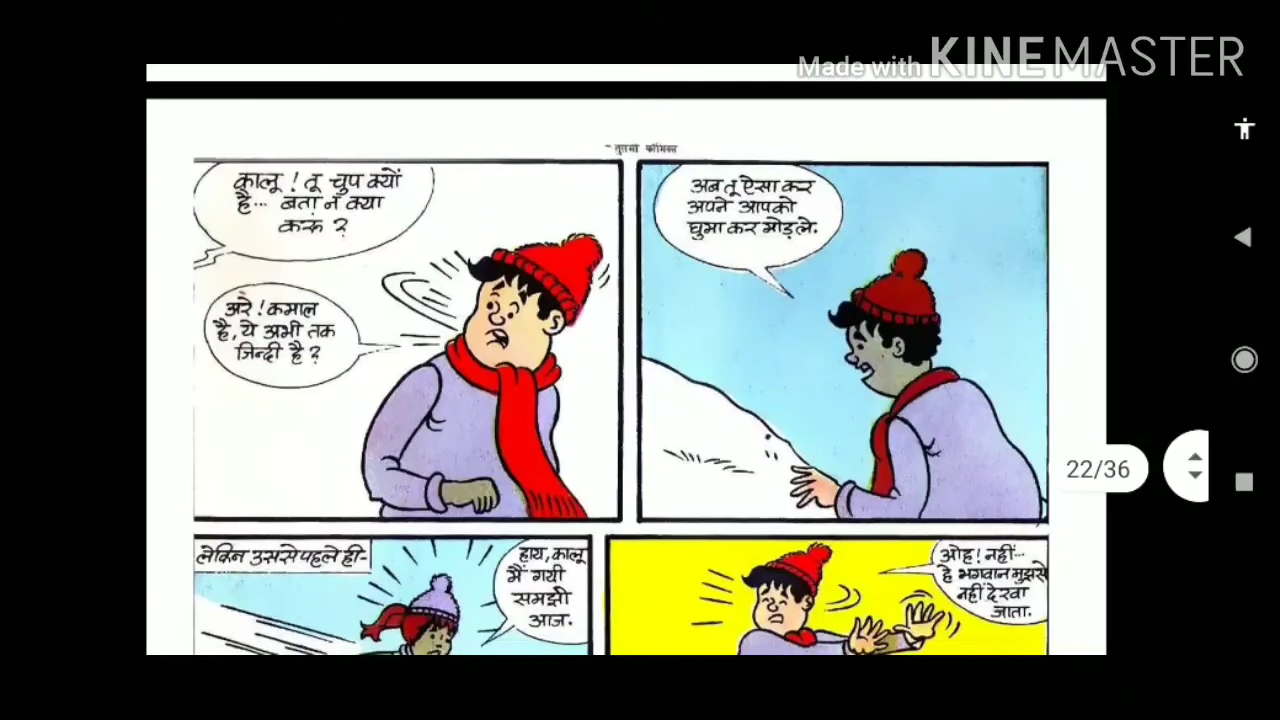 Made with KINEMASTER
तुलसी कॉमिक्स
कालू ! तू चुप क्यों
है... बता न क्या
करूं ?
अरे ! कमाल
है, ये अभी तक
जिन्दी है ?
अब तू ऐसा कर
अपने आपको
घुमा कर मोड़ ले.
22/36
लेकिन उससे पहले ही-
हाय, कालू
मैं गयी
समझो
आज.
ओह ! नहीं...
हे भगवान मुझसे
नहीं देखा
जाता.